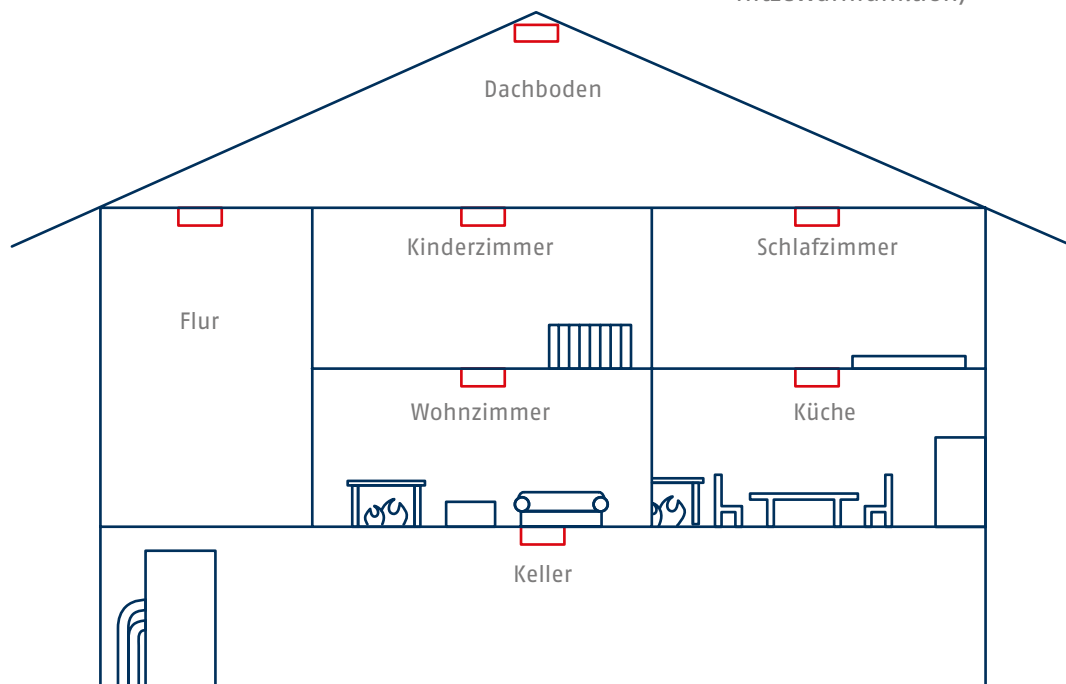 Dachboden
Kinderzimmer
Schlafzimmer
Flur
Wohnzimmer
Küche
Keller